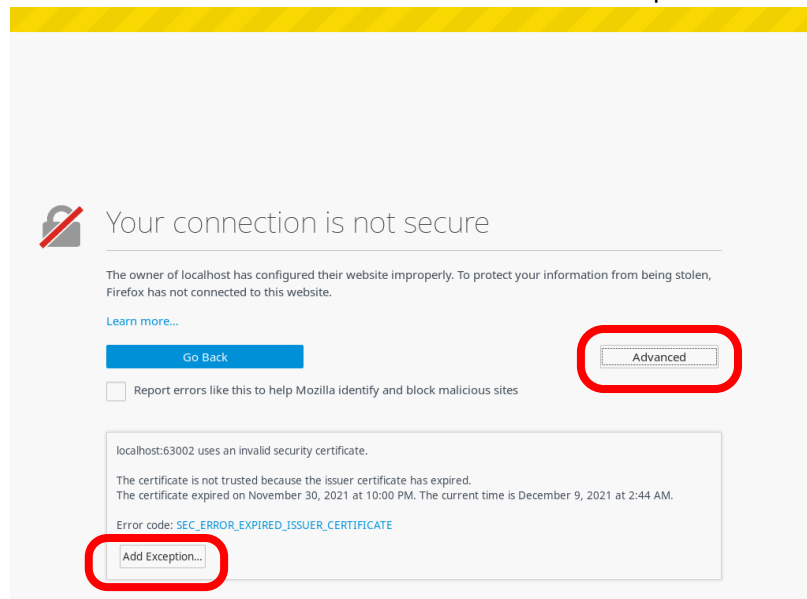 Your connection is not secure
The owner of localhost has configured their website improperly. To protect your information from being stolen,
Firefox has not connected to this website.
Learn more...
Go Back
Advanced
Report errors like this to help Mozilla identify and block malicious sites
localhost:63002 uses an invalid security certificate.
The certificate is not trusted because the issuer certificate has expired.
The certificate expired on November 30, 2021 at 10:00 PM. The current time is December 9, 2021 at 2:44 AM.
Error code: SEC_ERROR_EXPIRED_ISSUER_CERTIFICATE
Add Exception...